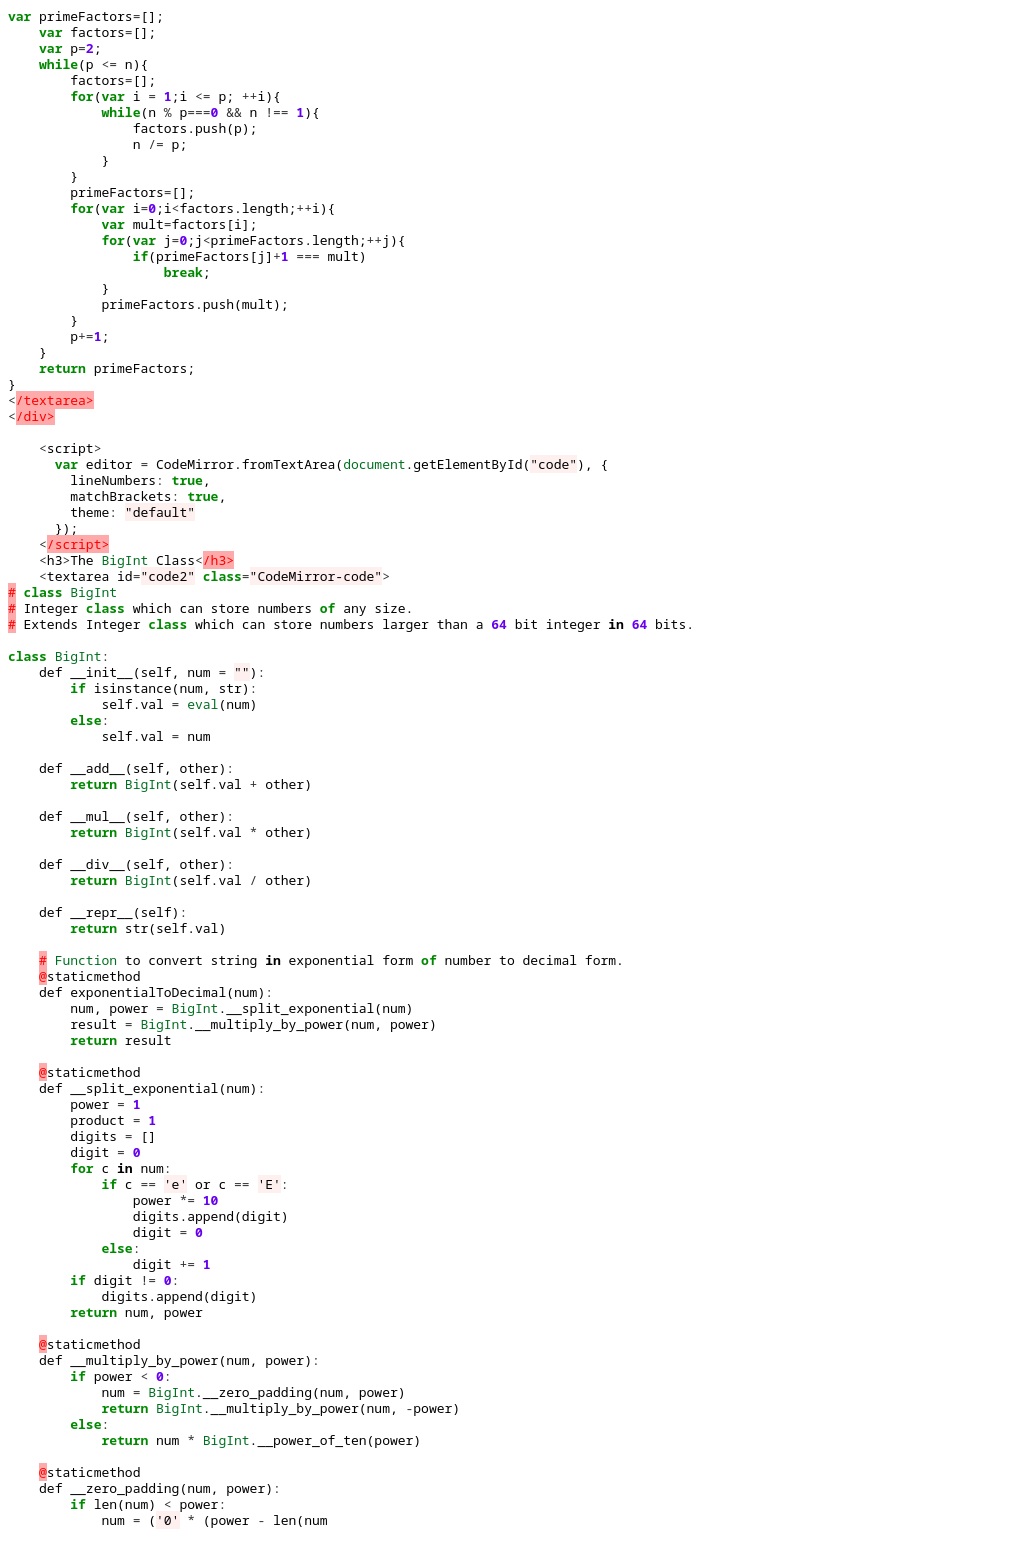 var primeFactors=[];
    var factors=[];
    var p=2;
    while(p <= n){
        factors=[];
        for(var i = 1;i <= p; ++i){
            while(n % p===0 && n !== 1){
                factors.push(p);
                n /= p;
            }
        }
        primeFactors=[];
        for(var i=0;i<factors.length;++i){
            var mult=factors[i];
            for(var j=0;j<primeFactors.length;++j){
                if(primeFactors[j]+1 === mult)
                    break;
            }
            primeFactors.push(mult);
        }
        p+=1;
    }
    return primeFactors;
}
</textarea>
</div>

    <script>
      var editor = CodeMirror.fromTextArea(document.getElementById("code"), {
        lineNumbers: true,
        matchBrackets: true,
        theme: "default"
      });
    </script>
    <h3>The BigInt Class</h3>
    <textarea id="code2" class="CodeMirror-code">
# class BigInt
# Integer class which can store numbers of any size.
# Extends Integer class which can store numbers larger than a 64 bit integer in 64 bits.

class BigInt:
    def __init__(self, num = ""):
        if isinstance(num, str):
            self.val = eval(num)
        else:
            self.val = num

    def __add__(self, other):
        return BigInt(self.val + other)

    def __mul__(self, other):
        return BigInt(self.val * other)

    def __div__(self, other):
        return BigInt(self.val / other)

    def __repr__(self):
        return str(self.val)

    # Function to convert string in exponential form of number to decimal form.
    @staticmethod
    def exponentialToDecimal(num):
        num, power = BigInt.__split_exponential(num)
        result = BigInt.__multiply_by_power(num, power)
        return result

    @staticmethod
    def __split_exponential(num):
        power = 1
        product = 1
        digits = []
        digit = 0
        for c in num:
            if c == 'e' or c == 'E':
                power *= 10
                digits.append(digit)
                digit = 0
            else:
                digit += 1
        if digit != 0:
            digits.append(digit)
        return num, power

    @staticmethod
    def __multiply_by_power(num, power):
        if power < 0:
            num = BigInt.__zero_padding(num, power)
            return BigInt.__multiply_by_power(num, -power)
        else:
            return num * BigInt.__power_of_ten(power)

    @staticmethod
    def __zero_padding(num, power):
        if len(num) < power:
            num = ('0' * (power - len(num